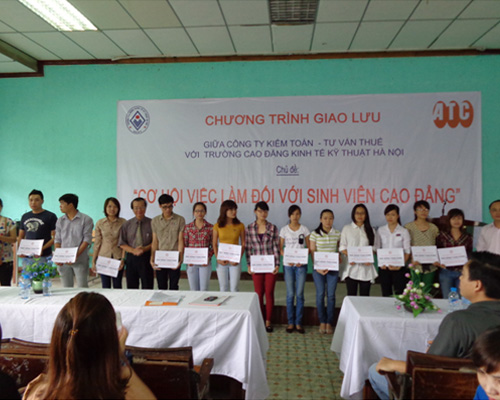 CHƯƠNG TRÌNH GIAO LƯU
ATC
GIỮA CÔNG TY KIỂM TOÁN - TƯ VẤN THUẾ
VỚI TRƯỜNG CAO ĐẲNG KINH TẾ KỸ THUẬT HÀ NỘI
Chủ đề:
"CƠ HỘI VIỆC LÀM ĐỐI VỚI SINH VIÊN CAO ĐẲNG"